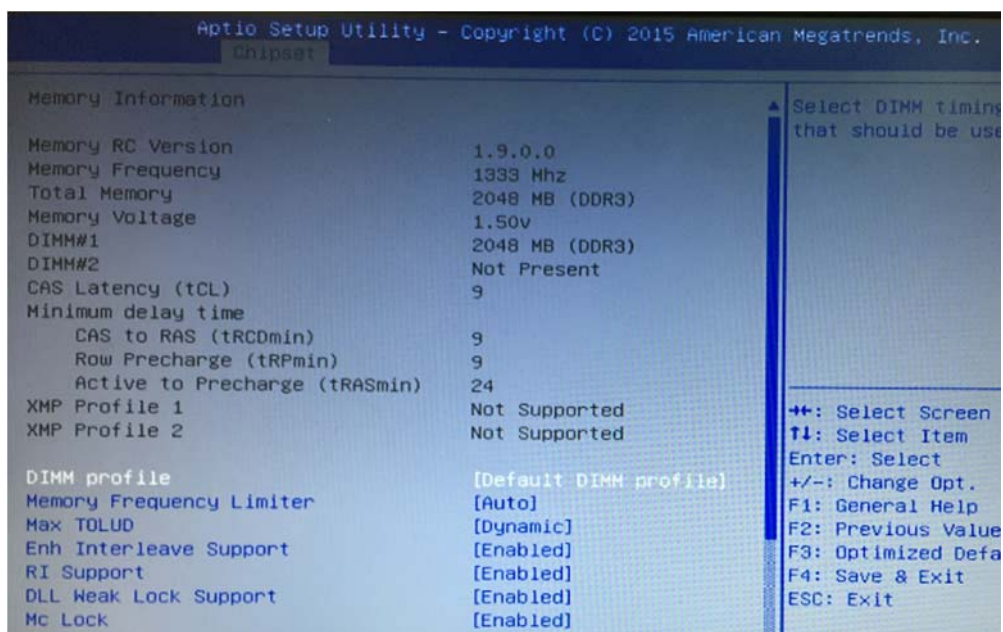 Aptio Setup Utility - Copyright (C) 2015 American Megatrends, Inc.
Chipset
Memory Information
Memory RC Version 1.9.0.0
Memory Frequency 1333 Mhz
Total Memory 2048 MB (DDR3)
Memory Voltage 1.50v
DIMM#1 2048 MB (DDR3)
DIMM#2 Not Present
CAS Latency (tCL) 9
Minimum delay time
CAS to RAS (tRCDmin) 9
Row Precharge (tRPmin) 9
Active to Precharge (tRASmin) 24
XMP Profile 1 Not Supported
XMP Profile 2 Not Supported
DIMM profile [Default DIMM profile]
Memory Frequency Limiter [Auto]
Max TOLUD [Dynamic]
Enh Interleave Support [Enabled]
RI Support [Enabled]
DLL Weak Lock Support [Enabled]
Mc Lock [Enabled]
Select DIMM timing
that should be use
→←: Select Screen
↑↓: Select Item
Enter: Select
+/-: Change Opt.
F1: General Help
F2: Previous Value
F3: Optimized Defa
F4: Save & Exit
ESC: Exit